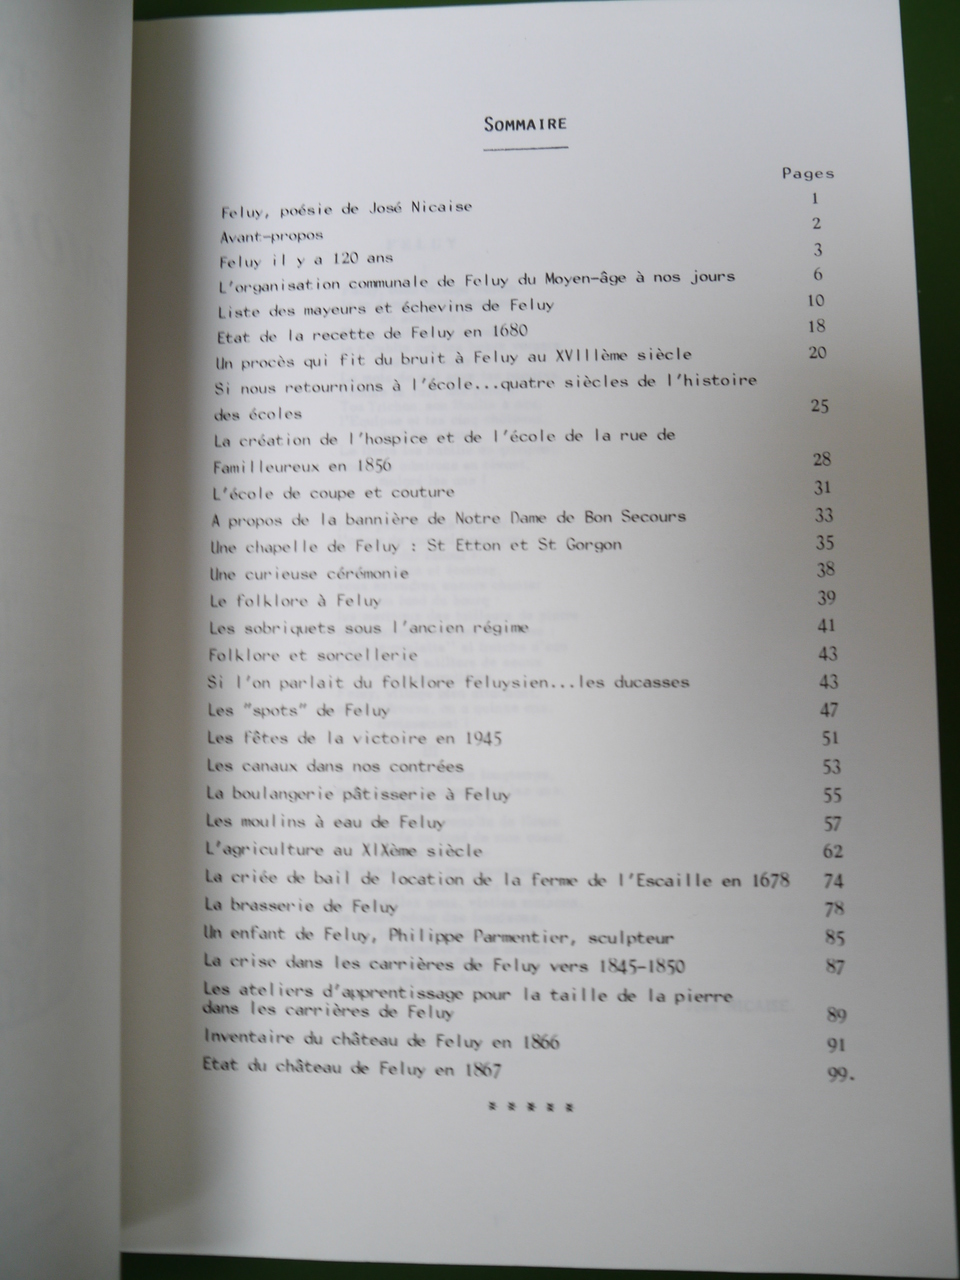 SOMMAIRE
Pages
Feluy, poésie de José Nicaise 1
Avant-propos 2
Feluy il y a 120 ans 3
L'organisation communale de Feluy du Moyen-âge à nos jours 6
Liste des mayeurs et échevins de Feluy 10
Etat de la recette de Feluy en 1680 18
Un procès qui fit du bruit à Feluy au XVIIIème siècle 20
Si nous retournions à l'école...quatre siècles de l'histoire
des écoles 25
La création de l'hospice et de l'école de la rue de
Familleureux en 1856 28
L'école de coupe et couture 31
A propos de la bannière de Notre Dame de Bon Secours 33
Une chapelle de Feluy : St Etton et St Gorgon 35
Une curieuse cérémonie 38
Le folklore à Feluy 39
Les sobriquets sous l'ancien régime 41
Folklore et sorcellerie 43
Si l'on parlait du folklore feluysien...les ducasses 43
Les "spots" de Feluy 47
Les fêtes de la victoire en 1945 51
Les canaux dans nos contrées 53
La boulangerie pâtisserie à Feluy 55
Les moulins à eau de Feluy 57
L'agriculture au XIXème siècle 62
La criée de bail de location de la ferme de l'Escaille en 1678 74
La brasserie de Feluy 78
Un enfant de Feluy, Philippe Parmentier, sculpteur 85
La crise dans les carrières de Feluy vers 1845-1850 87
Les ateliers d'apprentissage pour la taille de la pierre
dans les carrières de Feluy 89
Inventaire du château de Feluy en 1866 91
Etat du château de Feluy en 1867 99.
* * * * *